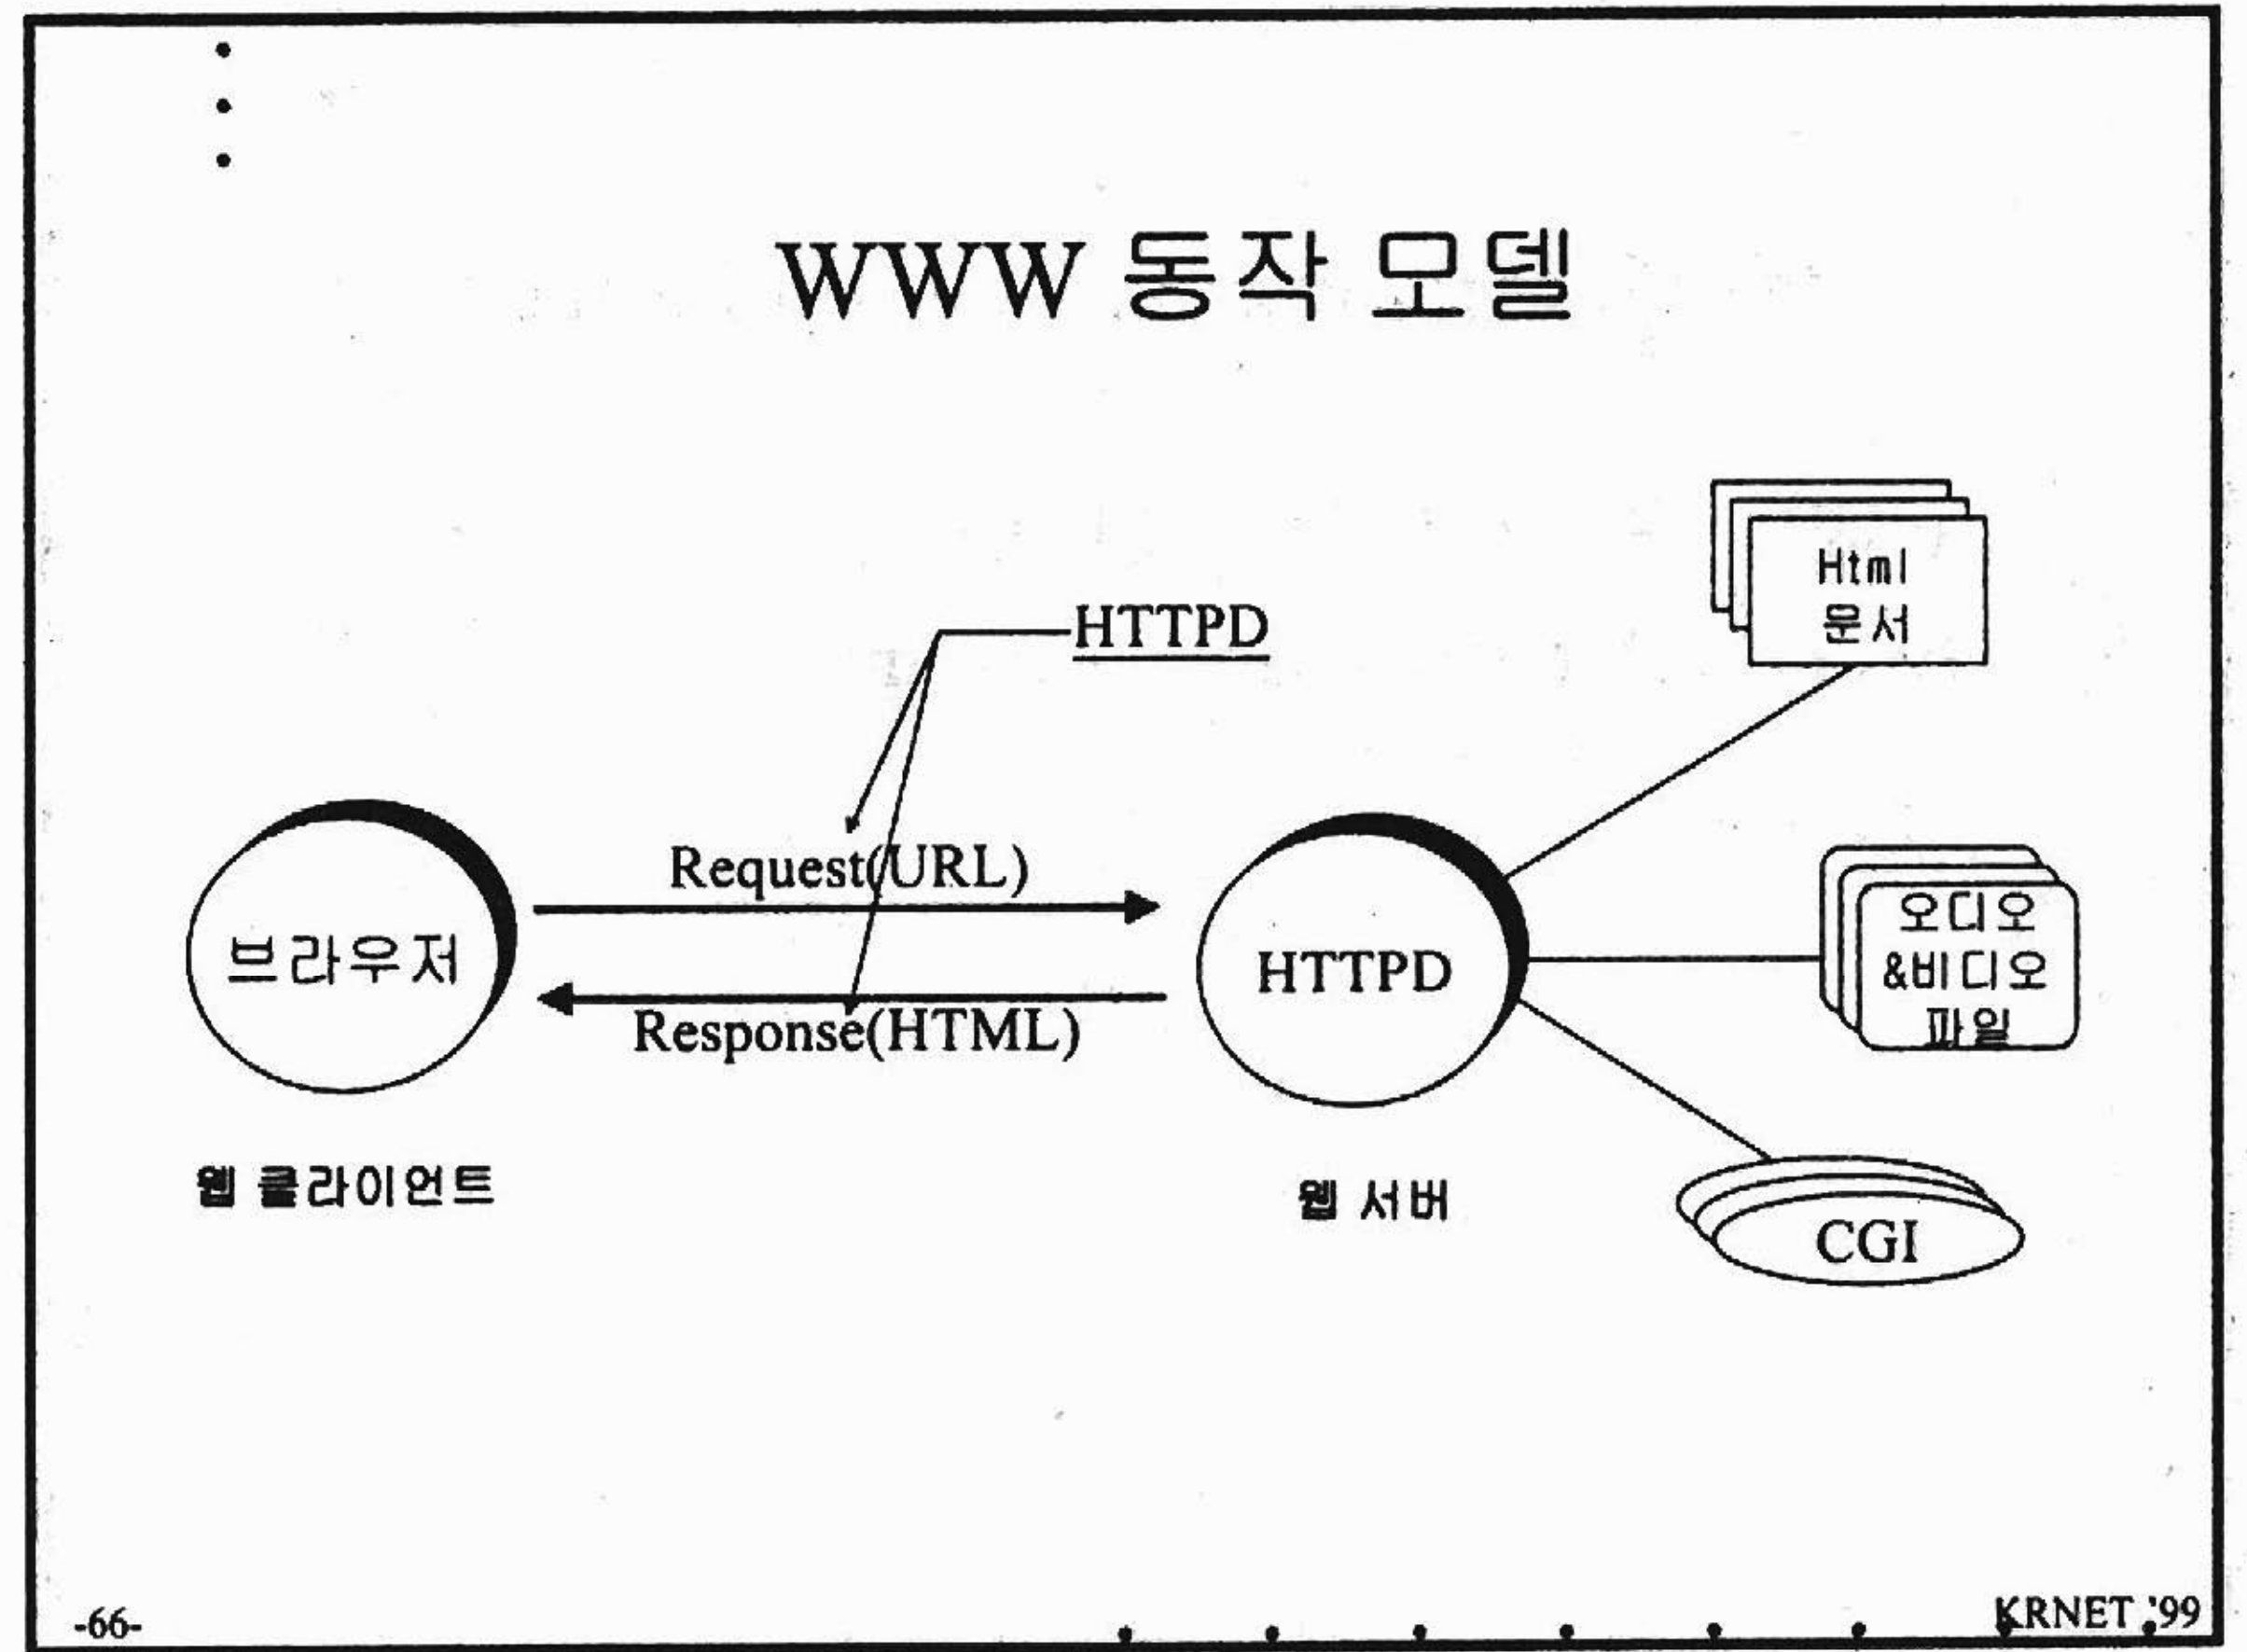 WWW 동작 모델
Html
문서
HTTPD
Request(URL)
브라우저
HTTPD
오디오
&비디오
파일
Response(HTML)
웹 클라이언트
웹 서버
CGI
-66-
KRNET '99